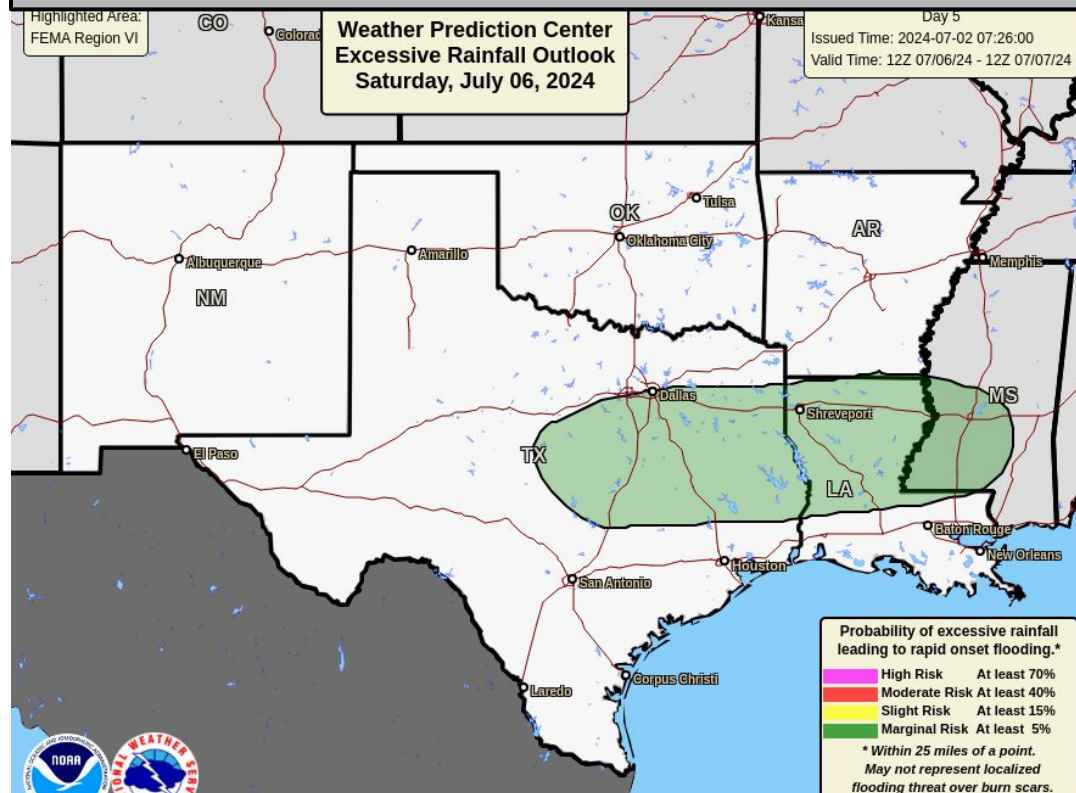 Highlighted Area:
FEMA Region VI
Weather Prediction Center
Excessive Rainfall Outlook
Saturday, July 06, 2024
Day 5
Issued Time: 2024-07-02 07:26:00
Valid Time: 12Z 07/06/24 - 12Z 07/07/24
CO
Colorad
Kansa
Tulsa
OK
Oklahoma City
AR
Amarillo
Albuquerque
Memphis
NM
Dallas
MS
Shreveport
El Paso
TX
LA
Baton Rouge
New Orleans
Houston
San Antonio
Corpus Christi
Laredo
Probability of excessive rainfall
leading to rapid onset flooding.*
High Risk At least 70%
Moderate Risk At least 40%
Slight Risk At least 15%
Marginal Risk At least 5%
* Within 25 miles of a point.
May not represent localized
flooding threat over burn scars.
NOAA
NAL WEATHER SERV